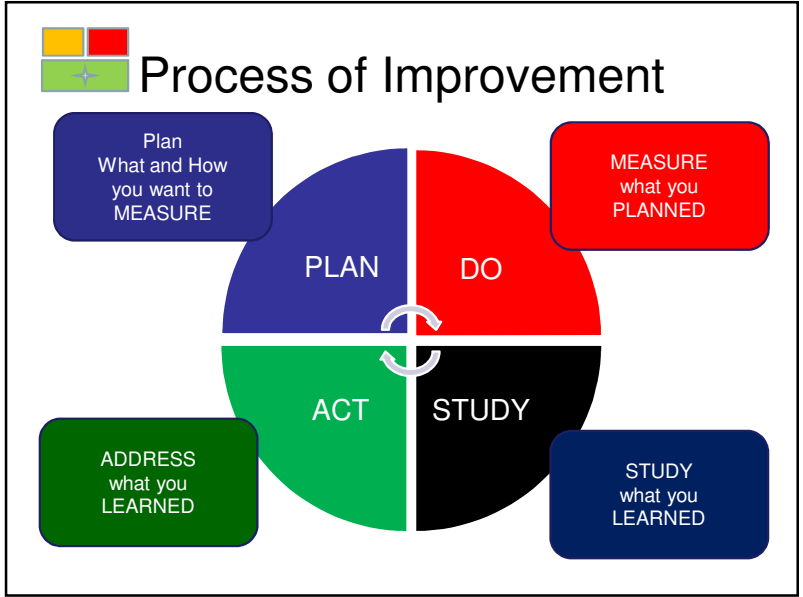 Process of Improvement
Plan
What and How
you want to
MEASURE
MEASURE
what you
PLANNED
PLAN
DO
ACT
STUDY
ADDRESS
what you
LEARNED
STUDY
what you
LEARNED